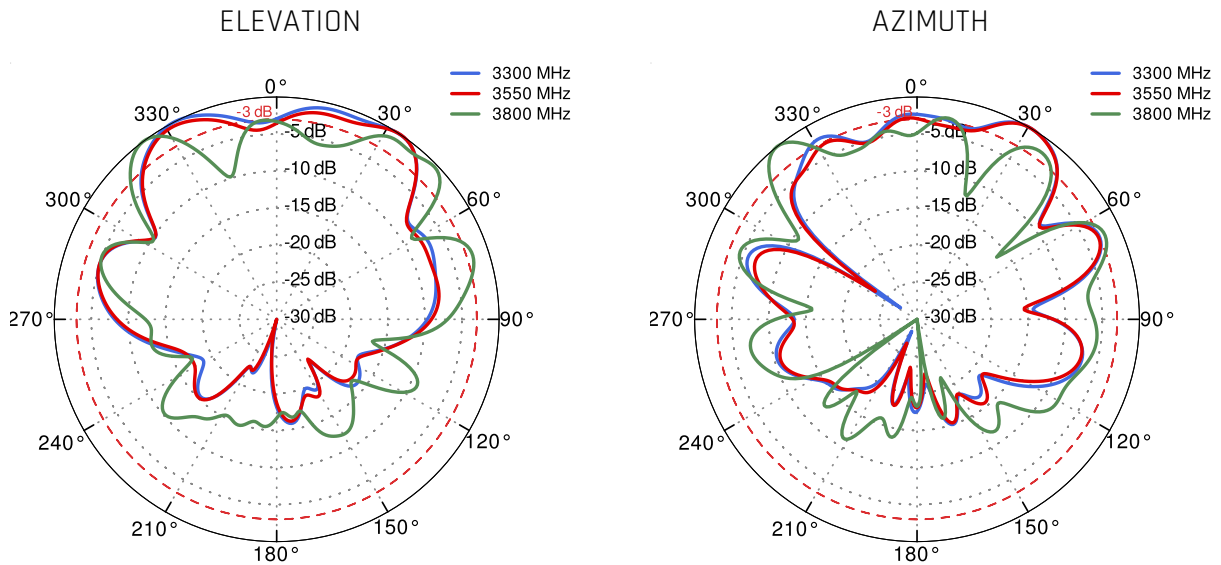 ELEVATION
3300 MHz
3550 MHz
3800 MHz
0°
30°
60°
90°
120°
150°
180°
210°
240°
270°
300°
330°
-3 dB
-5 dB
-10 dB
-15 dB
-20 dB
-25 dB
-30 dB
AZIMUTH
3300 MHz
3550 MHz
3800 MHz
0°
30°
60°
90°
120°
150°
180°
210°
240°
270°
300°
330°
-3 dB
-5 dB
-10 dB
-15 dB
-20 dB
-25 dB
-30 dB